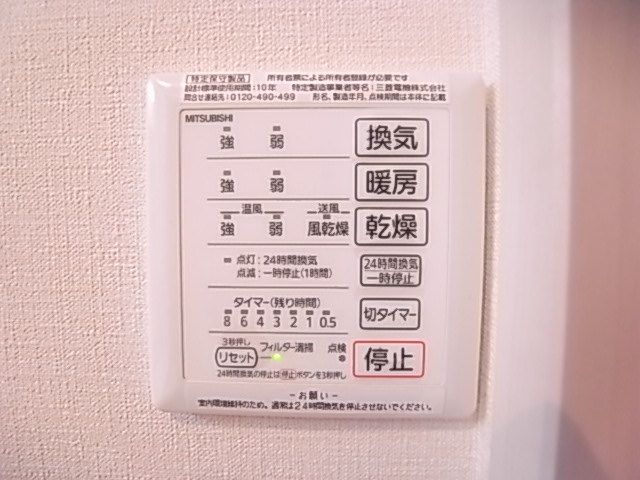 特定保守製品 所有者票による所有者登録が必要です
設計標準使用期間：10年 特定製造事業者等名：三菱電機株式会社
問合せ連絡先：0120-490-499 形名、製造年月、点検期間は本体に記載
MITSUBISHI
強 弱 換気
強 弱 暖房
温風 送風
強 弱 風乾燥 乾燥
点灯：24時間換気
点滅：一時停止(1時間)
24時間換気
一時停止
タイマー(残り時間)
8 6 4 3 2 1 0.5
切タイマー
3秒押し
リセット フィルター清掃 点検
停止
24時間換気の停止は停止ボタンを3秒押し
－お願い－
室内環境維持のため、通常は24時間換気を停止させないでください。